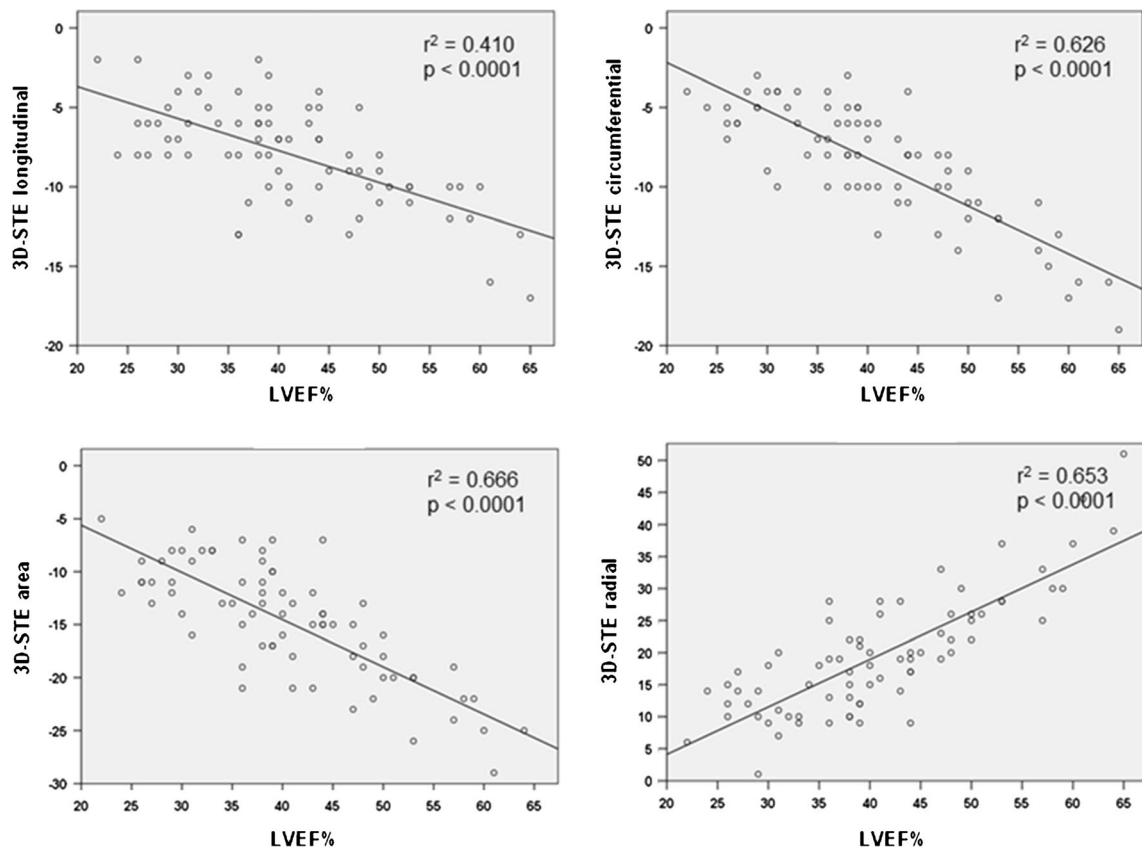 r² = 0.410
p < 0.0001
3D-STE longitudinal
0
-5
-10
-15
-20
20 25 30 35 40 45 50 55 60 65
LVEF%
r² = 0.626
p < 0.0001
3D-STE circumferential
0
-5
-10
-15
-20
20 25 30 35 40 45 50 55 60 65
LVEF%
r² = 0.666
p < 0.0001
3D-STE area
0
-5
-10
-15
-20
-25
-30
20 25 30 35 40 45 50 55 60 65
LVEF%
r² = 0.653
p < 0.0001
3D-STE radial
50
45
40
35
30
25
20
15
10
5
0
20 25 30 35 40 45 50 55 60 65
LVEF%